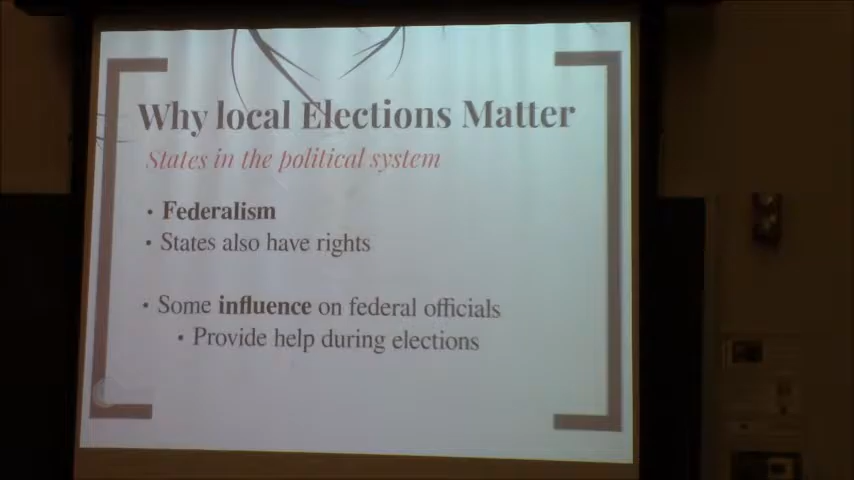 Why local Elections Matter
States in the political system
• Federalism
• States also have rights
• Some influence on federal officials
• Provide help during elections